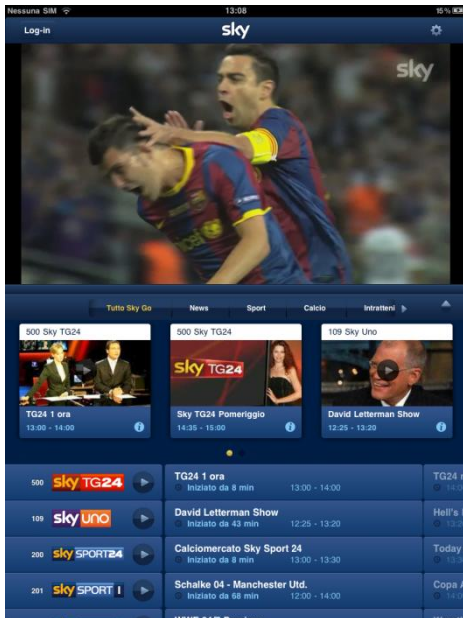 Nessuna SIM 13:08 15%
Log-in sky
sky
Tutto Sky Go News Sport Calcio Intratteni
500 Sky TG24 500 Sky TG24 109 Sky Uno
sky TG24
TG24 1 ora Sky TG24 Pomeriggio David Letterman Show
13:00 - 14:00 i 14:35 - 15:00 i 12:25 - 13:20 i
500 sky TG24 TG24 1 ora TG24
Iniziato da 8 min 13:00 - 14:00
109 sky UNO David Letterman Show Hell's
Iniziato da 43 min 12:25 - 13:20
200 sky SPORT24 Calciomercato Sky Sport 24 Today
Iniziato da 8 min 13:00 - 13:30
201 sky SPORT 1 Schalke 04 - Manchester Utd. Copa
Iniziato da 68 min 12:00 - 14:00